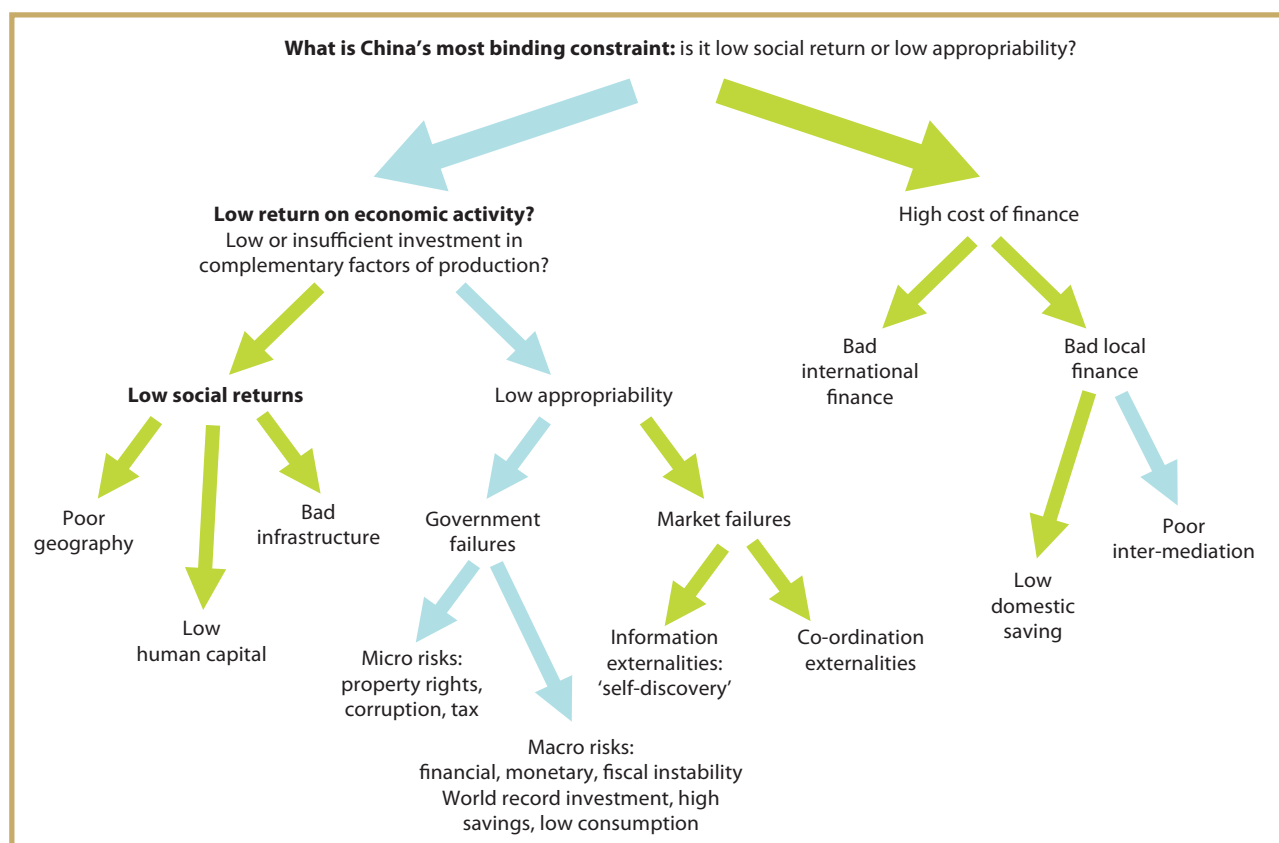 What is China's most binding constraint: is it low social return or low appropriability?
Low return on economic activity?
Low or insufficient investment in
complementary factors of production?
High cost of finance
Bad
international
finance
Bad local
finance
Low social returns
Low appropriability
Poor
geography
Bad
infrastructure
Government
failures
Market failures
Poor
inter-mediation
Low
human capital
Low
domestic
saving
Micro risks:
property rights,
corruption, tax
Information
externalities:
‘self-discovery’
Co-ordination
externalities
Macro risks:
financial, monetary, fiscal instability
World record investment, high
savings, low consumption